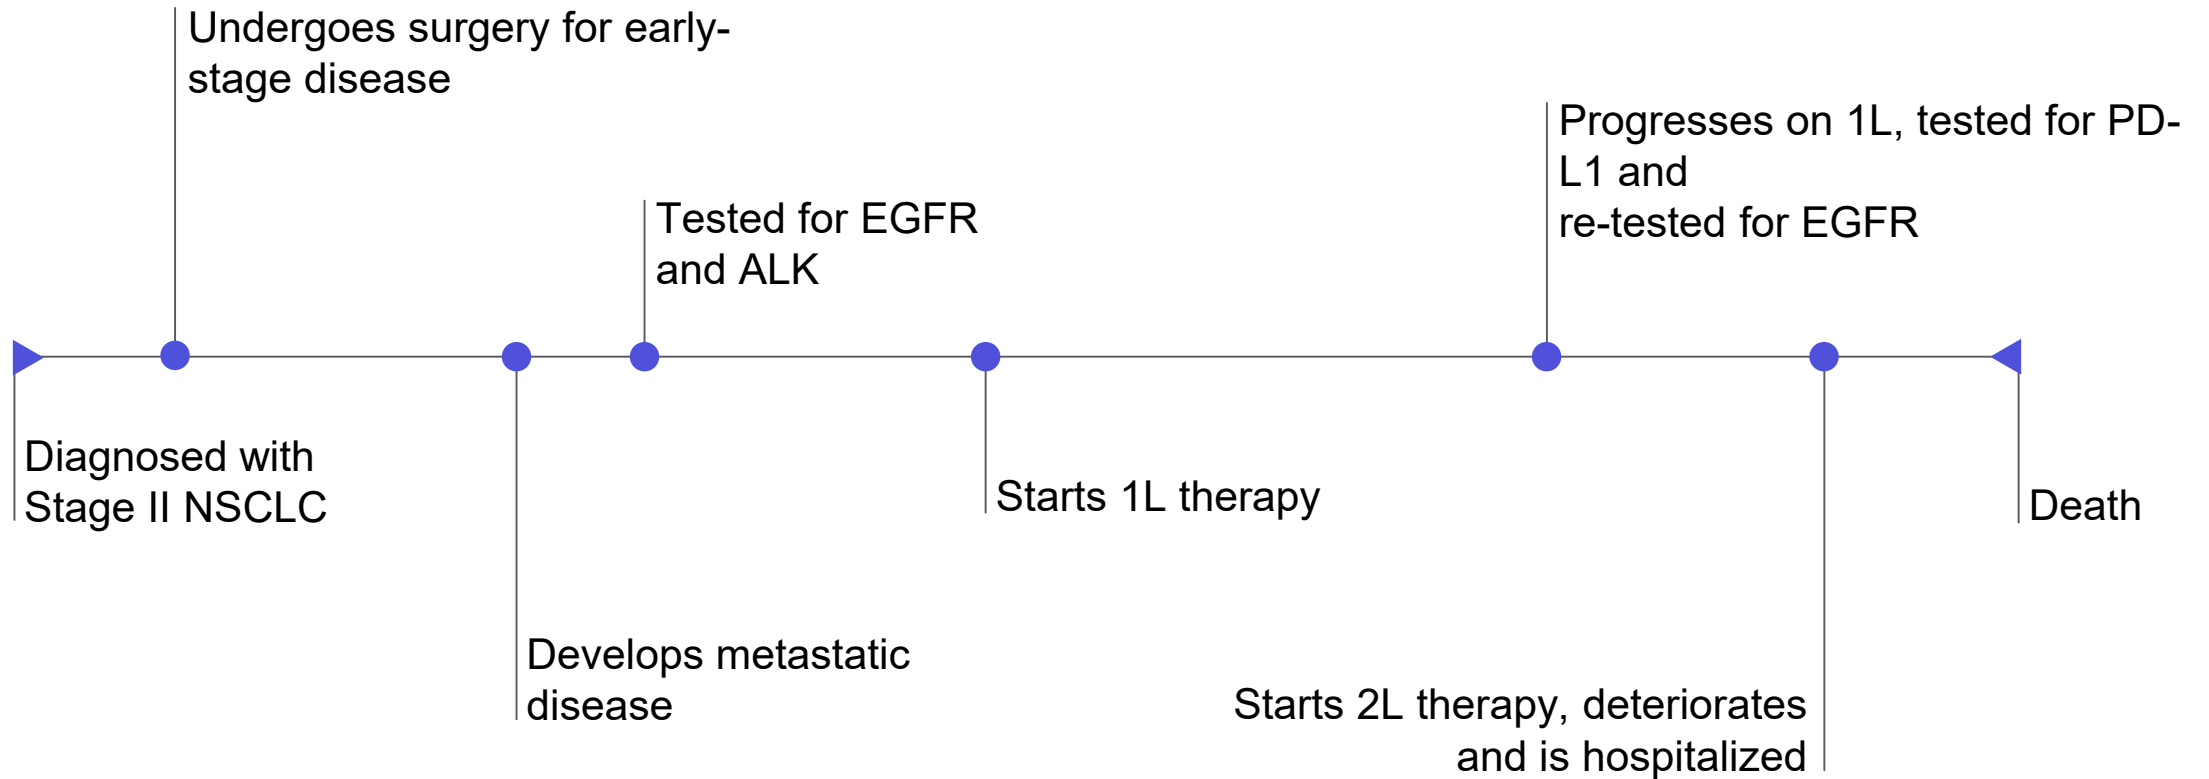 Undergoes surgery for early-
stage disease
Progresses on 1L, tested for PD-
L1 and
re-tested for EGFR
Tested for EGFR
and ALK
Diagnosed with
Stage II NSCLC
Starts 1L therapy
Death
Develops metastatic
disease
Starts 2L therapy, deteriorates
and is hospitalized